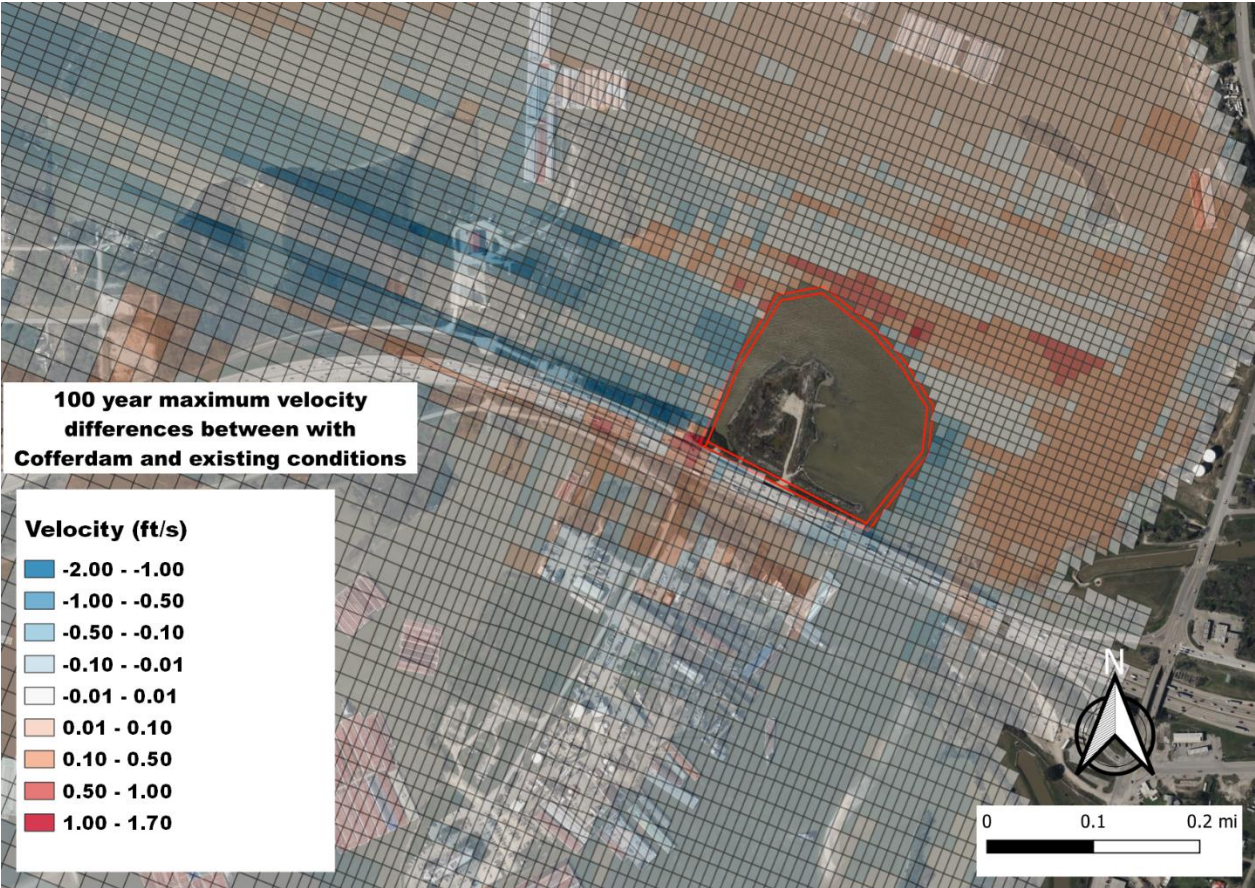 100 year maximum velocity
differences between with
Cofferdam and existing conditions
Velocity (ft/s)
-2.00 - -1.00
-1.00 - -0.50
-0.50 - -0.10
-0.10 - -0.01
-0.01 - 0.01
0.01 - 0.10
0.10 - 0.50
0.50 - 1.00
1.00 - 1.70
N
0 0.1 0.2 mi